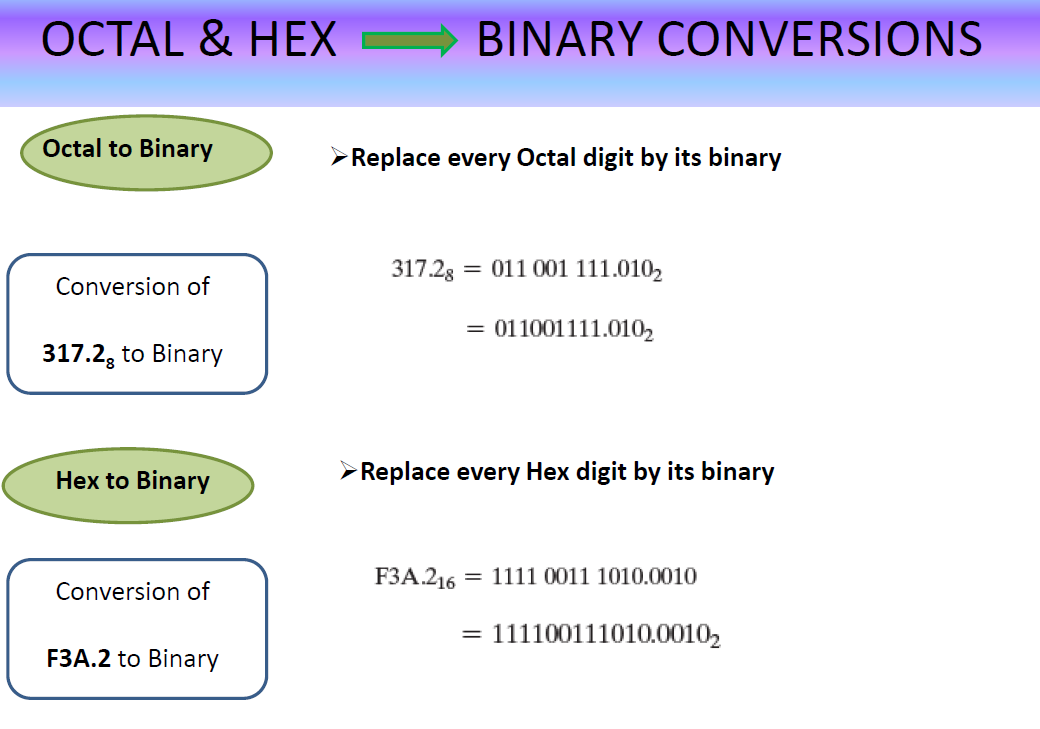 OCTAL & HEX BINARY CONVERSIONS
Octal to Binary
➢Replace every Octal digit by its binary
Conversion of
317.2₈ to Binary
317.2₈ = 011 001 111.010₂
= 011001111.010₂
Hex to Binary
➢Replace every Hex digit by its binary
Conversion of
F3A.2 to Binary
F3A.2₁₆ = 1111 0011 1010.0010
= 111100111010.0010₂